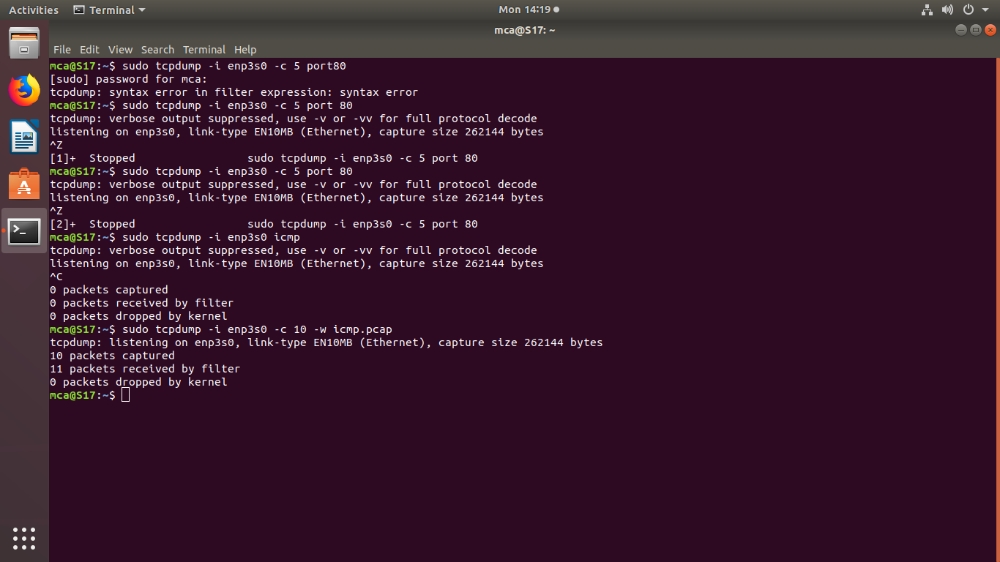 Activities Terminal Mon 14:19
mca@S17: ~
File Edit View Search Terminal Help
mca@S17:~$ sudo tcpdump -i enp3s0 -c 5 port80
[sudo] password for mca:
tcpdump: syntax error in filter expression: syntax error
mca@S17:~$ sudo tcpdump -i enp3s0 -c 5 port 80
tcpdump: verbose output suppressed, use -v or -vv for full protocol decode
listening on enp3s0, link-type EN10MB (Ethernet), capture size 262144 bytes
^Z
[1]+  Stopped                 sudo tcpdump -i enp3s0 -c 5 port 80
mca@S17:~$ sudo tcpdump -i enp3s0 -c 5 port 80
tcpdump: verbose output suppressed, use -v or -vv for full protocol decode
listening on enp3s0, link-type EN10MB (Ethernet), capture size 262144 bytes
^Z
[2]+  Stopped                 sudo tcpdump -i enp3s0 -c 5 port 80
mca@S17:~$ sudo tcpdump -i enp3s0 icmp
tcpdump: verbose output suppressed, use -v or -vv for full protocol decode
listening on enp3s0, link-type EN10MB (Ethernet), capture size 262144 bytes
^C
0 packets captured
0 packets received by filter
0 packets dropped by kernel
mca@S17:~$ sudo tcpdump -i enp3s0 -c 10 -w icmp.pcap
tcpdump: listening on enp3s0, link-type EN10MB (Ethernet), capture size 262144 bytes
10 packets captured
11 packets received by filter
0 packets dropped by kernel
mca@S17:~$